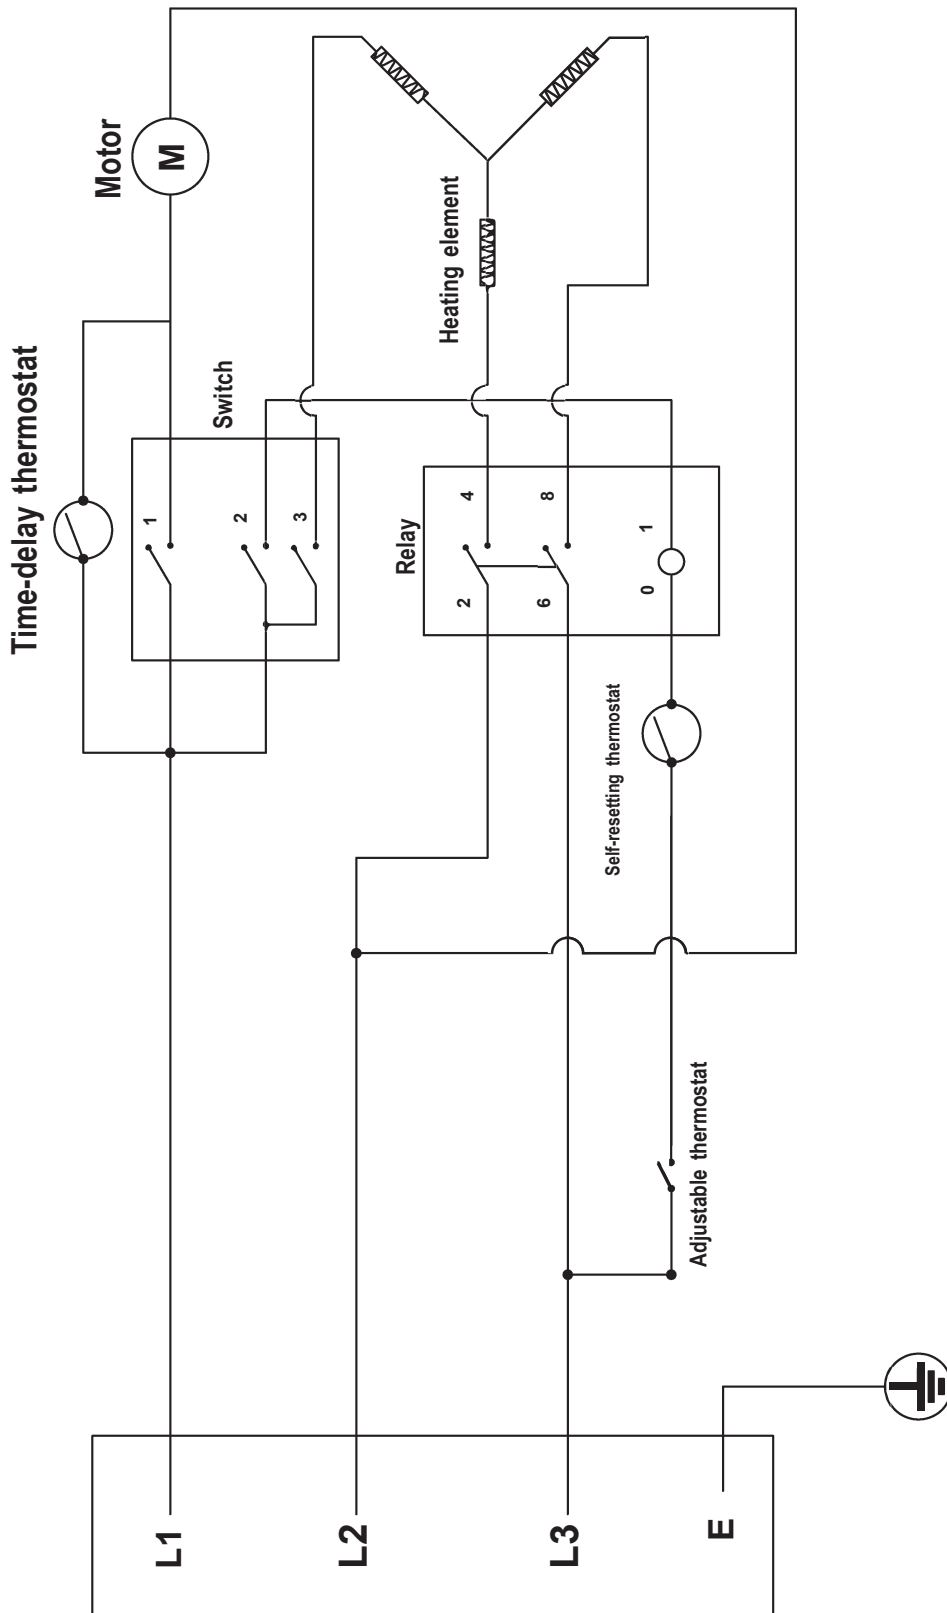 Time-delay thermostat
Motor
M
Switch
1
2
3
Heating element
Relay
4
8
1
2
6
0
Self-resetting thermostat
Adjustable thermostat
L1
L2
L3
E